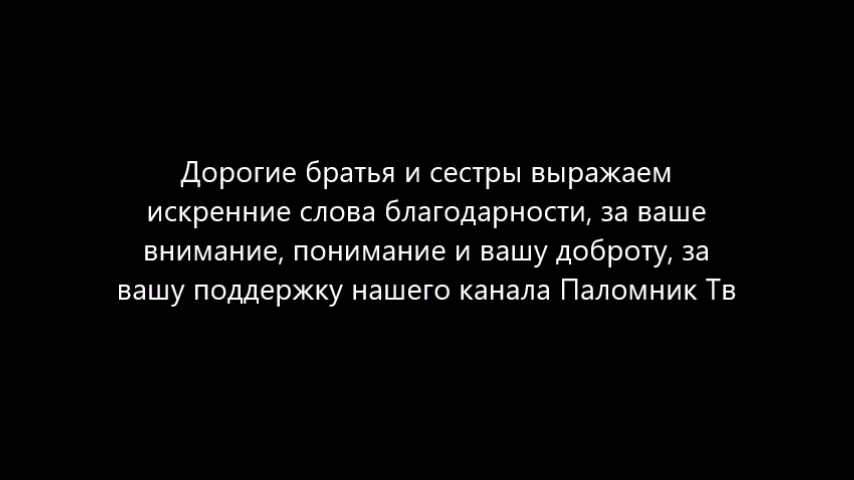 Дорогие братья и сестры выражаем
искренние слова благодарности, за ваше
внимание, понимание и вашу доброту, за
вашу поддержку нашего канала Паломник Тв